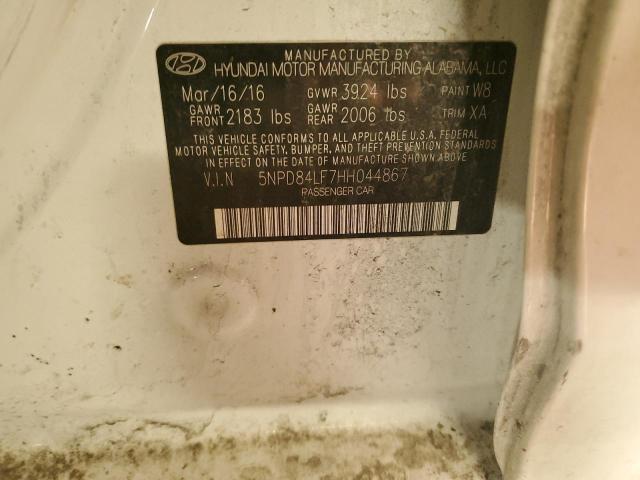 MANUFACTURED BY
HYUNDAI MOTOR MANUFACTURING ALABAMA, LLC
Mar/16/16 GVWR 3924 lbs PAINT W8
GAWR FRONT 2183 lbs GAWR REAR 2006 lbs TRIM XA
THIS VEHICLE CONFORMS TO ALL APPLICABLE U.S.A. FEDERAL
MOTOR VEHICLE SAFETY, BUMPER, AND THEFT PREVENTION STANDARDS
IN EFFECT ON THE DATE OF MANUFACTURE SHOWN ABOVE.
V.I.N 5NPD84LF7HH044867
PASSENGER CAR